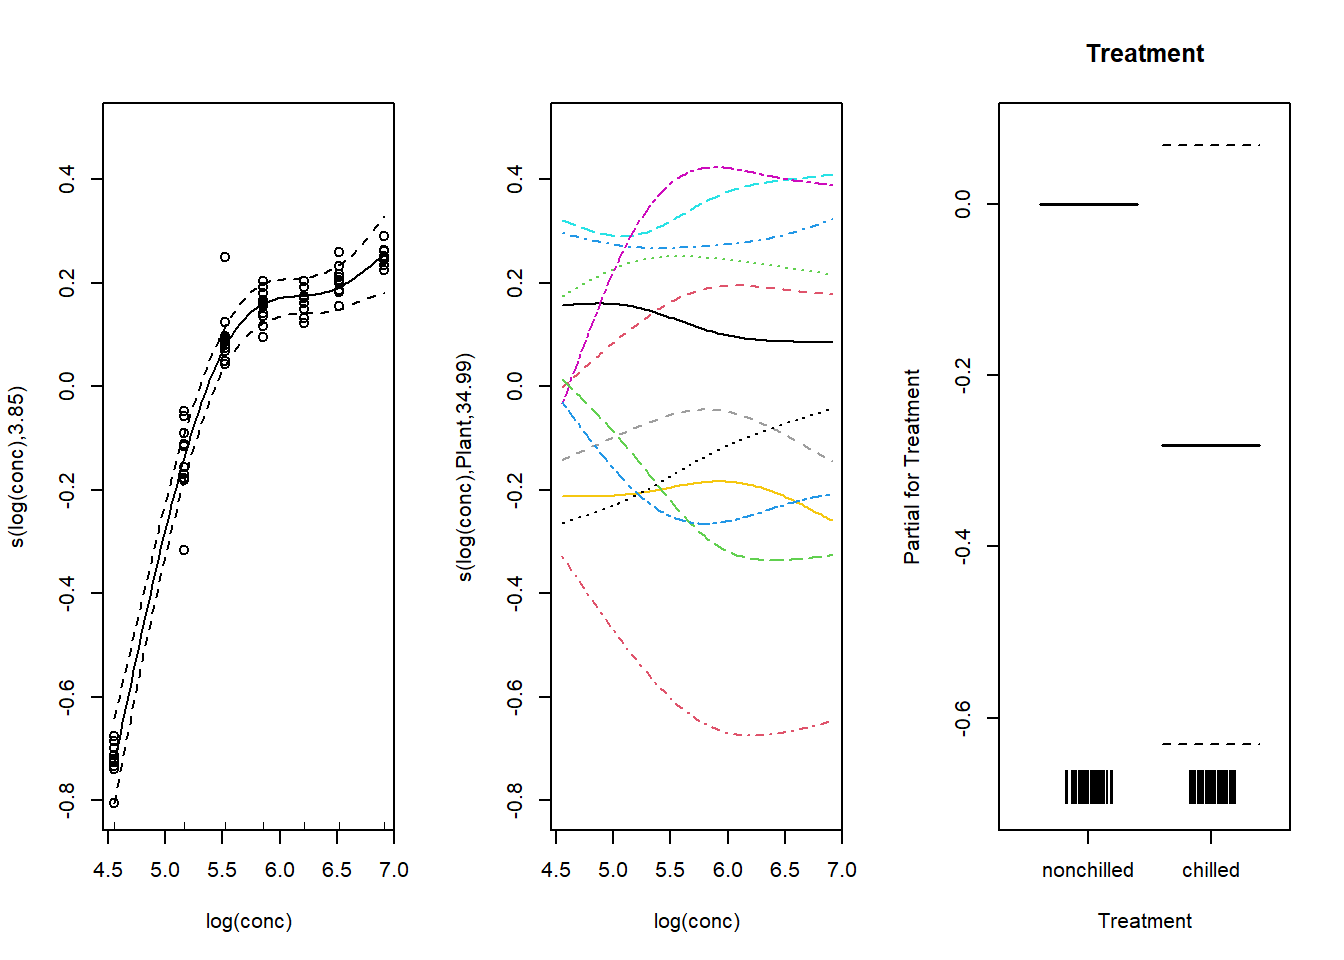 s(log(conc),3.85)
0.4
0.2
0.0
-0.2
-0.4
-0.6
-0.8
4.5 5.0 5.5 6.0 6.5 7.0
log(conc)
s(log(conc),Plant,34.99)
0.4
0.2
0.0
-0.2
-0.4
-0.6
-0.8
4.5 5.0 5.5 6.0 6.5 7.0
log(conc)
Treatment
Partial for Treatment
0.0
-0.2
-0.4
-0.6
nonchilled chilled
Treatment